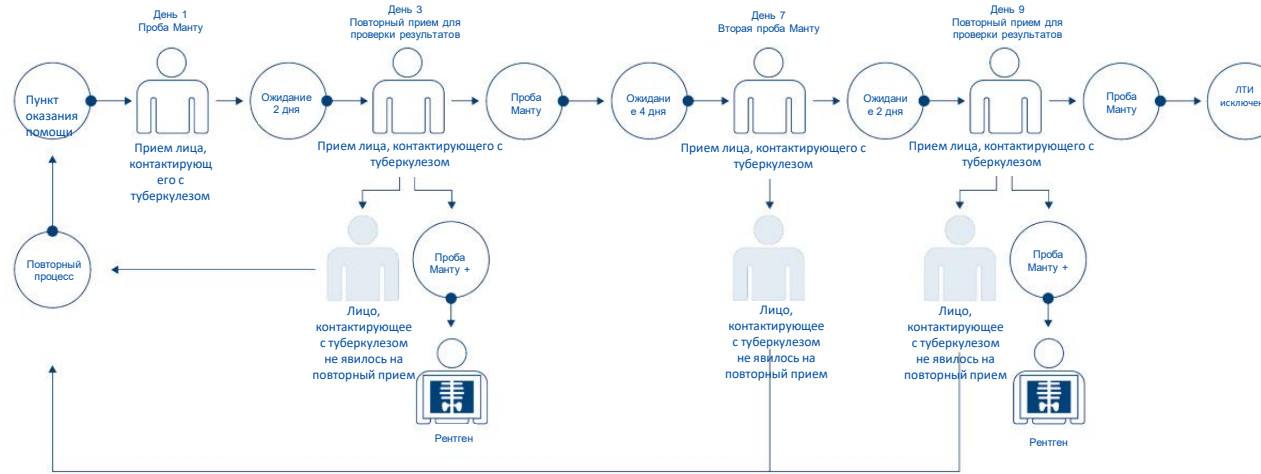 День 1
Проба Манту
День 3
Повторный прием для
проверки результатов
День 7
Вторая проба Манту
День 9
Повторный прием для
проверки результатов
Пункт
оказания
помощи
Ожидание
2 дня
Проба
Манту
Ожидани
е 4 дня
Ожидани
е 2 дня
Проба
Манту
ЛТИ
исключен
Прием лица,
контактирующ
его с
туберкулезом
Прием лица, контактирующего с
туберкулезом
Прием лица, контактирующего с
туберкулезом
Прием лица, контактирующего с
туберкулезом
Повторный
процесс
Проба
Манту +
Проба
Манту +
Лицо,
контактирующее
с туберкулезом
не явилось на
повторный прием
Лицо,
контактирующее
с туберкулезом
не явилось на
повторный прием
Лицо,
контактирующее
с туберкулезом
не явилось на
повторный прием
Рентген
Рентген